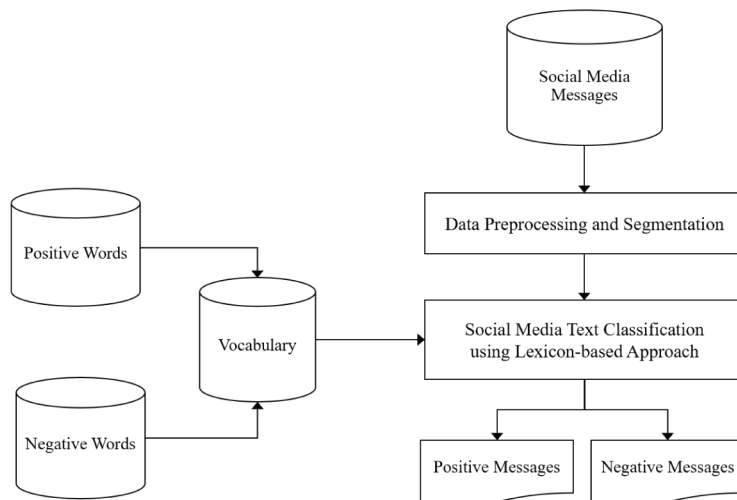 Social Media
Messages
Data Preprocessing and Segmentation
Positive Words
Vocabulary
Social Media Text Classification
using Lexicon-based Approach
Negative Words
Positive Messages
Negative Messages